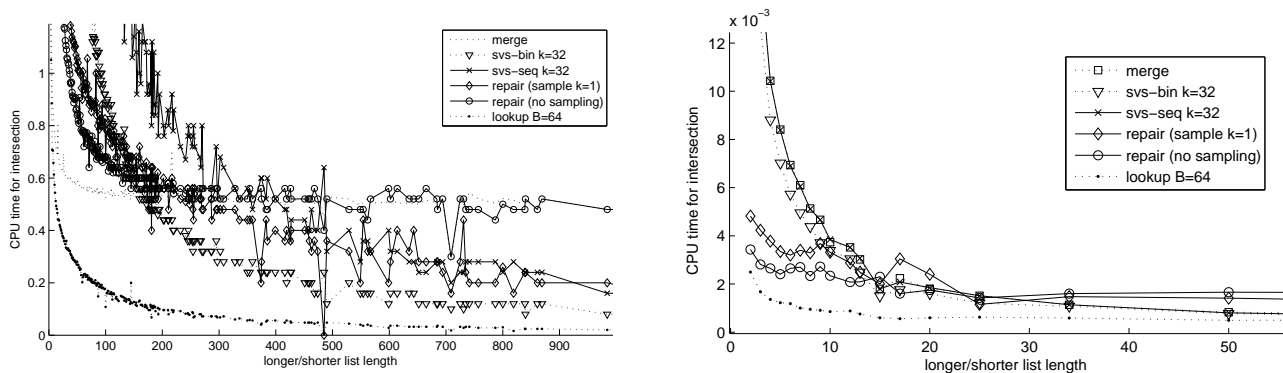 merge
svs−bin k=32
svs−seq k=32
repair (sample k=1)
repair (no sampling)
lookup B=64
CPU time for intersection
1
0.8
0.6
0.4
0.2
0
0 100 200 300 400 500 600 700 800 900
longer/shorter list length
x 10⁻³
12
10
8
6
4
2
0
merge
svs−bin k=32
svs−seq k=32
repair (sample k=1)
repair (no sampling)
lookup B=64
CPU time for intersection
0 10 20 30 40 50
longer/shorter list length